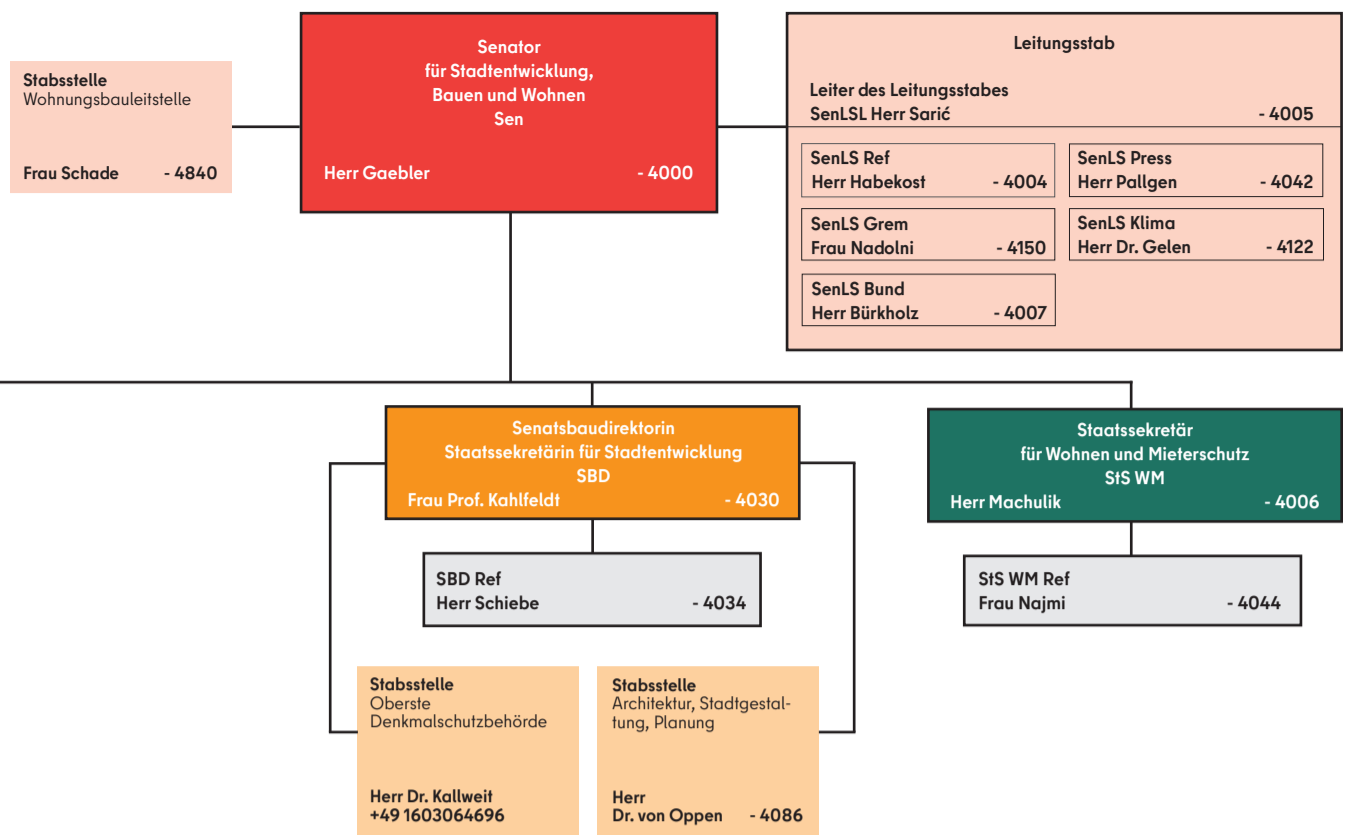 Stabsstelle
Wohnungsbauleitstelle
Frau Schade - 4840
Senator
für Stadtentwicklung,
Bauen und Wohnen
Sen
Herr Gaebler - 4000
Leitungsstab
Leiter des Leitungsstabes
SenLSL Herr Sarić - 4005
SenLS Ref
Herr Habekost - 4004
SenLS Press
Herr Pallgen - 4042
SenLS Grem
Frau Nadolni - 4150
SenLS Klima
Herr Dr. Gelen - 4122
SenLS Bund
Herr Bürkholz - 4007
Senatsbaudirektorin
Staatssekretärin für Stadtentwicklung
SBD
Frau Prof. Kahlfeldt - 4030
Staatssekretär
für Wohnen und Mieterschutz
StS WM
Herr Machulik - 4006
SBD Ref
Herr Schiebe - 4034
StS WM Ref
Frau Najmi - 4044
Stabsstelle
Oberste
Denkmalschutzbehörde
Herr Dr. Kallweit
+49 1603064696
Stabsstelle
Architektur, Stadtgestal-
tung, Planung
Herr
Dr. von Oppen - 4086